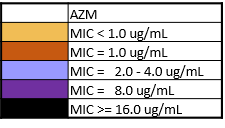 AZM
MIC < 1.0 ug/mL
MIC = 1.0 ug/mL
MIC =   2.0 - 4.0 ug/mL
MIC =   8.0 ug/mL
MIC >= 16.0 ug/mL